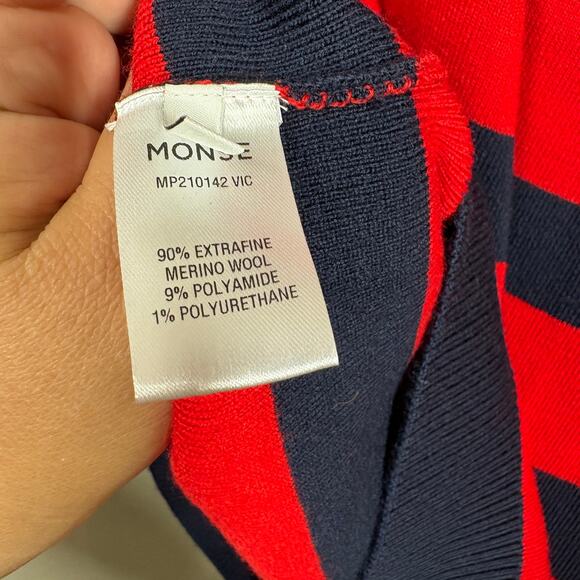 MONSE
MP210142 VIC
90% EXTRAFINE
MERINO WOOL
9% POLYAMIDE
1% POLYURETHANE